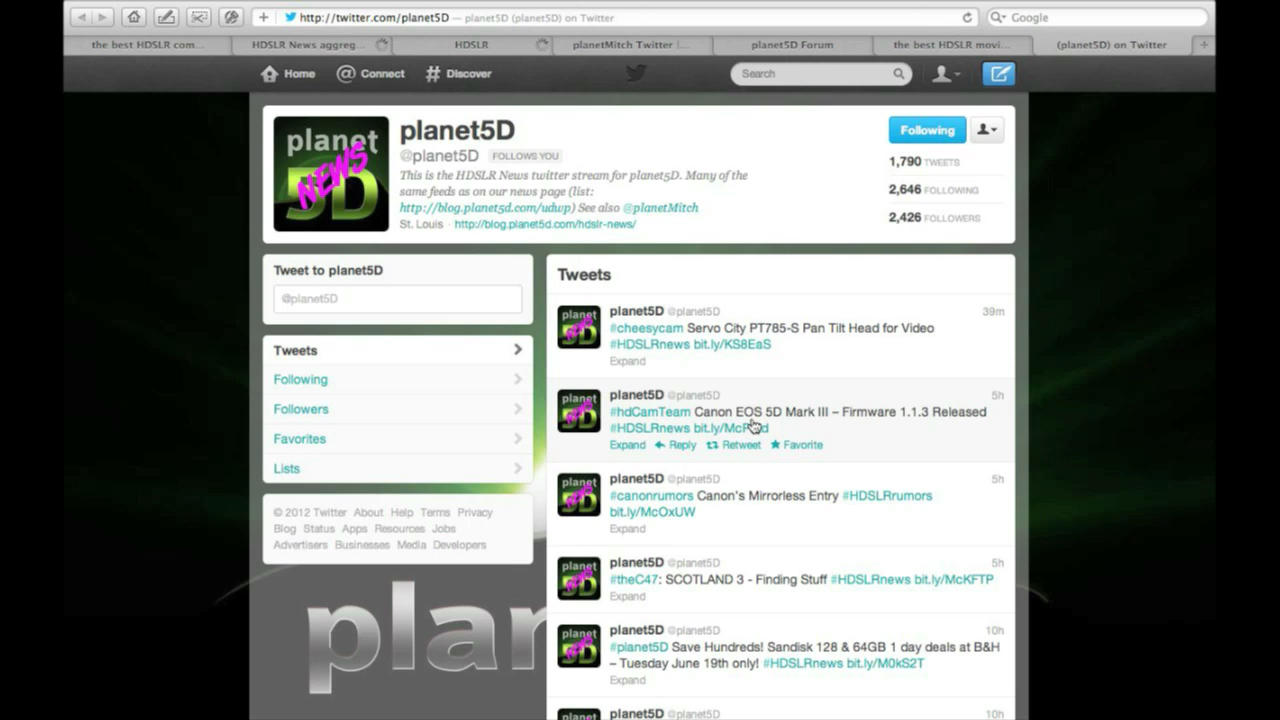 http://twitter.com/planet5D — planet5D (planet5D) on Twitter
Google
the best HDSLR com...
HDSLR News aggreg...
HDSLR
planetMitch Twitter |...
planet5D Forum
the best HDSLR movi...
(planet5D) on Twitter
Home
Connect
Discover
Search
planet
5D
NEWS
planet5D
@planet5D FOLLOWS YOU
This is the HDSLR News twitter stream for planet5D. Many of the
same feeds as on our news page (list:
http://blog.planet5d.com/udwp) See also @planetMitch
St. Louis · http://blog.planet5d.com/hdslr-news/
Following
1,790 TWEETS
2,646 FOLLOWING
2,426 FOLLOWERS
Tweet to planet5D
@planet5D
Tweets
Following
Followers
Favorites
Lists
© 2012 Twitter About Help Terms Privacy
Blog Status Apps Resources Jobs
Advertisers Businesses Media Developers
plan
Tweets
planet5D @planet5D 39m
#cheesycam Servo City PT785-S Pan Tilt Head for Video
#HDSLRnews bit.ly/KS8EaS
Expand
planet5D @planet5D 5h
#hdCamTeam Canon EOS 5D Mark III – Firmware 1.1.3 Released
#HDSLRnews
Expand Reply Retweet Favorite
planet5D @planet5D 5h
#canonrumors Canon's Mirrorless Entry #HDSLRrumors
bit.ly/McOxUW
Expand
planet5D @planet5D 5h
#theC47: SCOTLAND 3 - Finding Stuff #HDSLRnews bit.ly/McKFTP
Expand
planet5D @planet5D 10h
#planet5D Save Hundreds! Sandisk 128 & 64GB 1 day deals at B&H
– Tuesday June 19th only! #HDSLRnews bit.ly/M0kS2T
Expand
planet5D @planet5D 10h